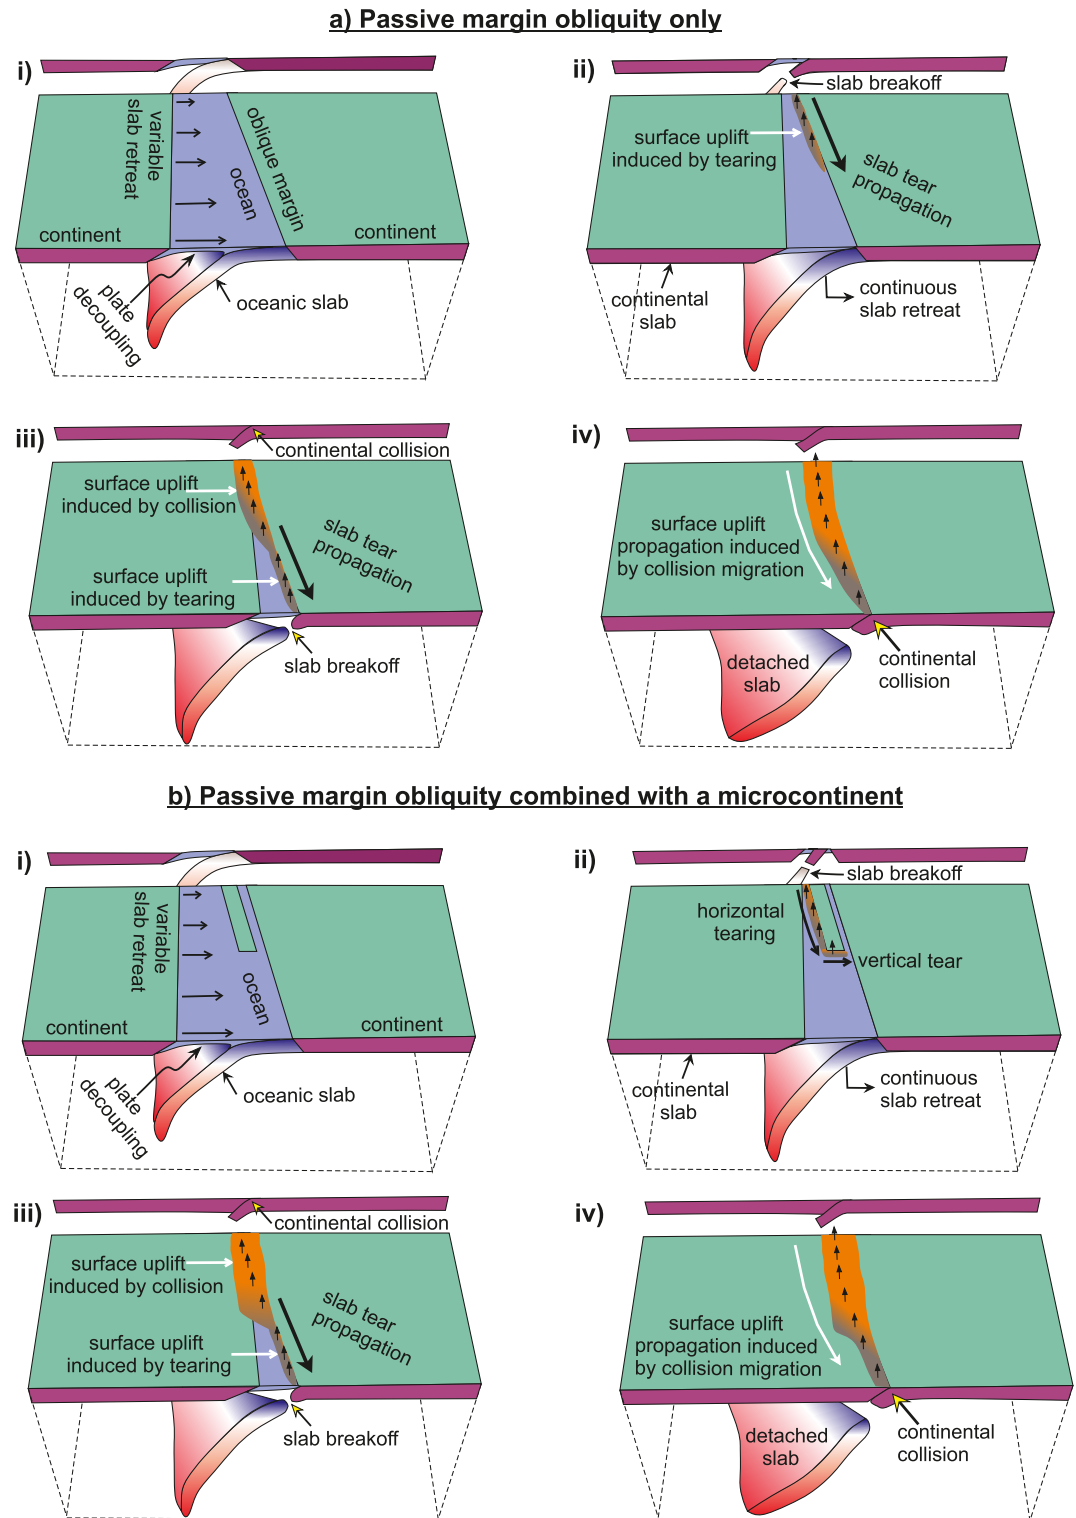 a) Passive margin obliquity only
i)
variable
slab retreat
oblique margin
ocean
continent
continent
plate
decoupling
oceanic slab
ii)
slab breakoff
surface uplift
induced by tearing
slab tear
propagation
continental
slab
continuous
slab retreat
iii)
continental collision
surface uplift
induced by collision
slab tear
propagation
surface uplift
induced by tearing
slab breakoff
iv)
surface uplift
propagation induced
by collision migration
detached
slab
continental
collision
b) Passive margin obliquity combined with a microcontinent
i)
variable
slab retreat
ocean
continent
continent
plate
decoupling
oceanic slab
ii)
slab breakoff
horizontal
tearing
vertical tear
continental
slab
continuous
slab retreat
iii)
continental collision
surface uplift
induced by collision
slab tear
propagation
surface uplift
induced by tearing
slab breakoff
iv)
surface uplift
propagation induced
by collision migration
detached
slab
continental
collision